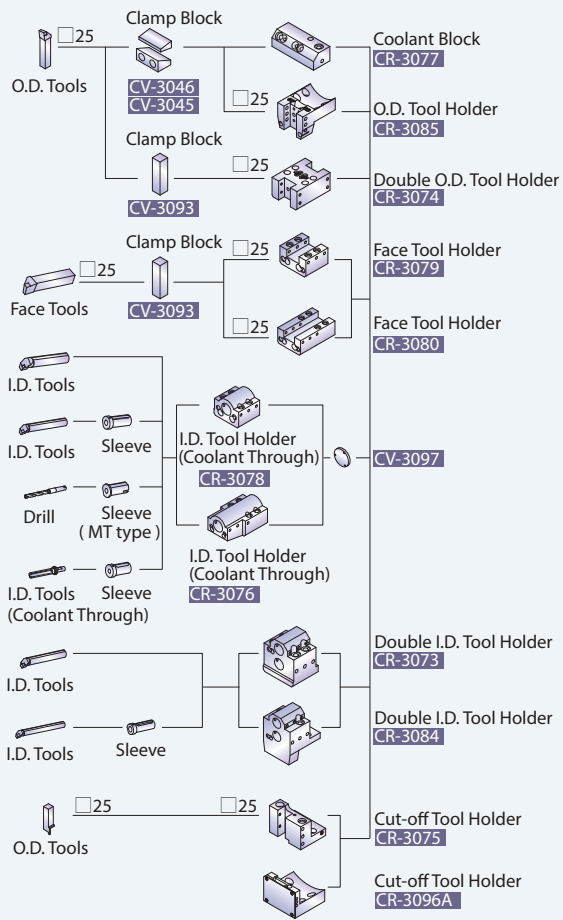 Clamp Block
□25
O.D. Tools
CV-3046
CV-3045
Coolant Block
CR-3077
□25
O.D. Tool Holder
CR-3085
Clamp Block
CV-3093
□25
Double O.D. Tool Holder
CR-3074
Clamp Block
□25
Face Tools
CV-3093
□25
Face Tool Holder
CR-3079
□25
Face Tool Holder
CR-3080
I.D. Tools
I.D. Tools
Sleeve
Drill
Sleeve
( MT type )
I.D. Tools
(Coolant Through)
Sleeve
I.D. Tool Holder
(Coolant Through)
CR-3078
I.D. Tool Holder
(Coolant Through)
CR-3076
CV-3097
I.D. Tools
I.D. Tools
Sleeve
Double I.D. Tool Holder
CR-3073
Double I.D. Tool Holder
CR-3084
□25
□25
O.D. Tools
Cut-off Tool Holder
CR-3075
Cut-off Tool Holder
CR-3096A